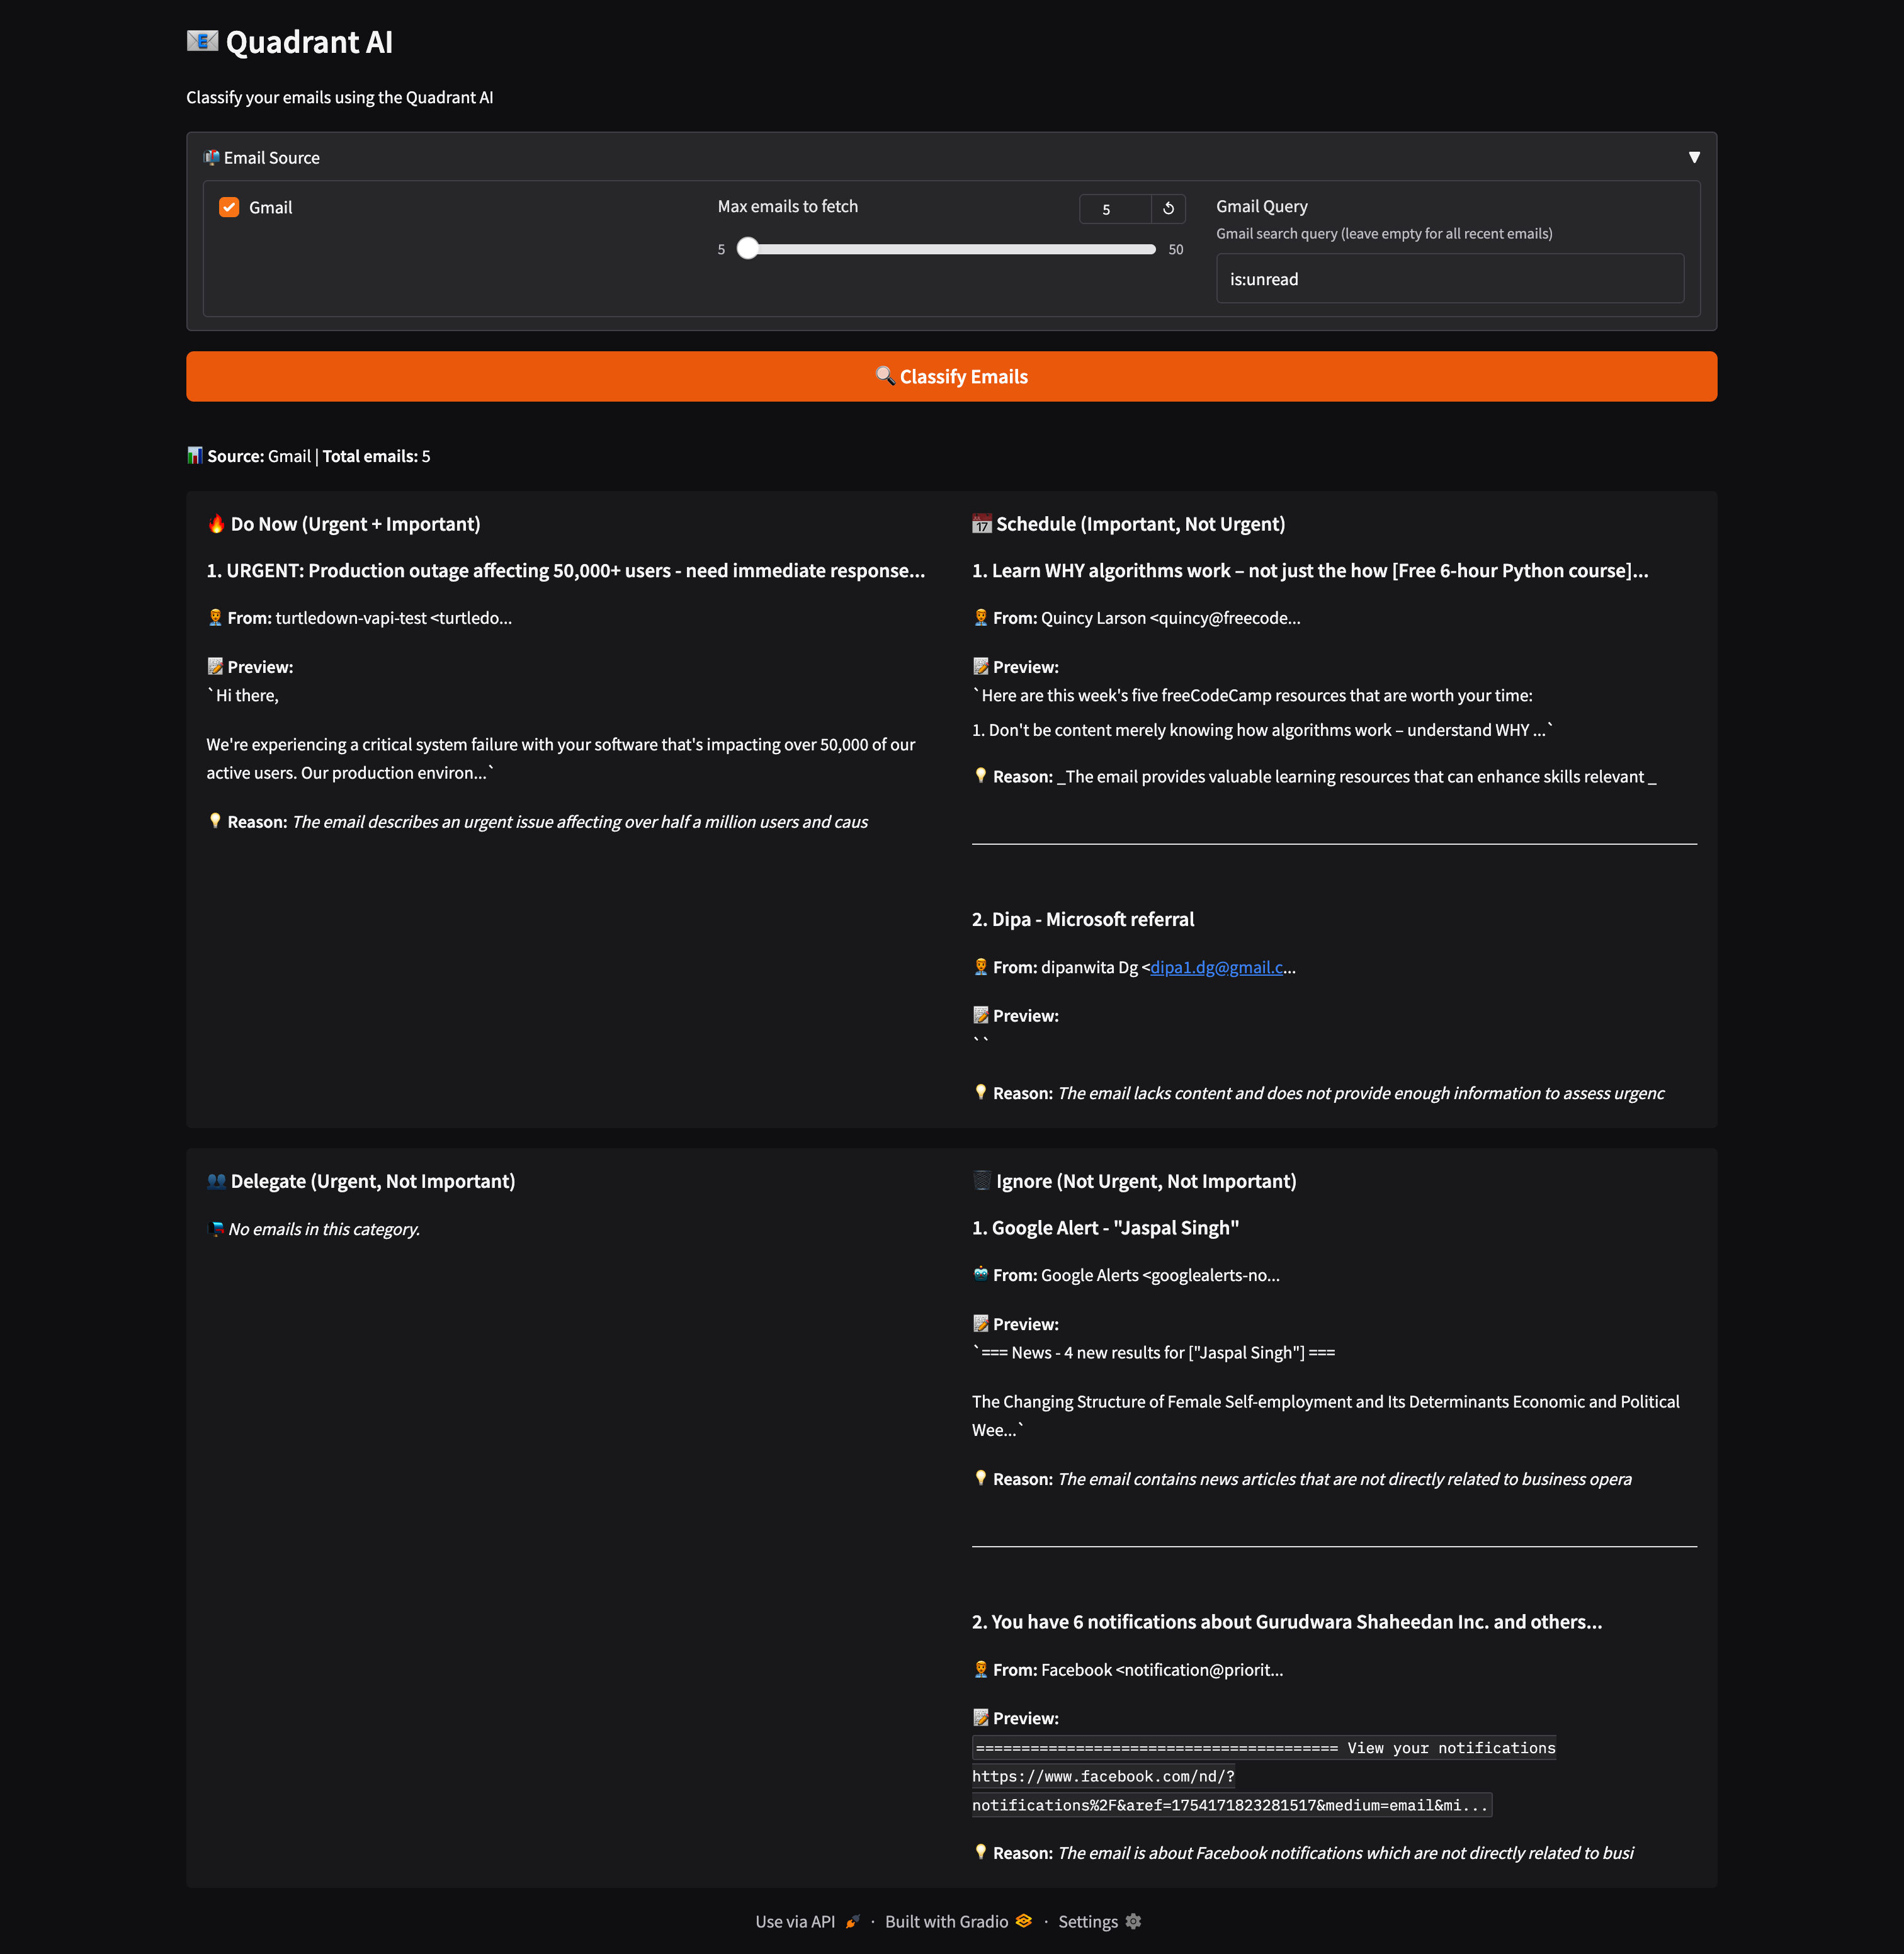 Quadrant AI
Classify your emails using the Quadrant AI
Email Source
Gmail
Max emails to fetch
5
5
50
Gmail Query
Gmail search query (leave empty for all recent emails)
is:unread
Classify Emails
Source: Gmail | Total emails: 5
Do Now (Urgent + Important)
1. URGENT: Production outage affecting 50,000+ users - need immediate response...
From: turtledown-vapi-test <turtledo...
Preview:
`Hi there,
We're experiencing a critical system failure with your software that's impacting over 50,000 of our
active users. Our production environ...`
Reason: The email describes an urgent issue affecting over half a million users and caus
Schedule (Important, Not Urgent)
1. Learn WHY algorithms work – not just the how [Free 6-hour Python course]...
From: Quincy Larson <quincy@freecode...
Preview:
`Here are this week's five freeCodeCamp resources that are worth your time:
1. Don't be content merely knowing how algorithms work – understand WHY ...`
Reason: _The email provides valuable learning resources that can enhance skills relevant _
2. Dipa - Microsoft referral
From: dipanwita Dg <dipa1.dg@gmail.c...
Preview:
``
Reason: The email lacks content and does not provide enough information to assess urgenc
Delegate (Urgent, Not Important)
No emails in this category.
Ignore (Not Urgent, Not Important)
1. Google Alert - "Jaspal Singh"
From: Google Alerts <googlealerts-no...
Preview:
`=== News - 4 new results for ["Jaspal Singh"] ===
The Changing Structure of Female Self-employment and Its Determinants Economic and Political
Wee...`
Reason: The email contains news articles that are not directly related to business opera
2. You have 6 notifications about Gurudwara Shaheedan Inc. and others...
From: Facebook <notification@priorit...
Preview:
======================================== View your notifications
https://www.facebook.com/nd/?
notifications%2F&aref=1754171823281517&medium=email&mi...
Reason: The email is about Facebook notifications which are not directly related to busi
Use via API · Built with Gradio · Settings